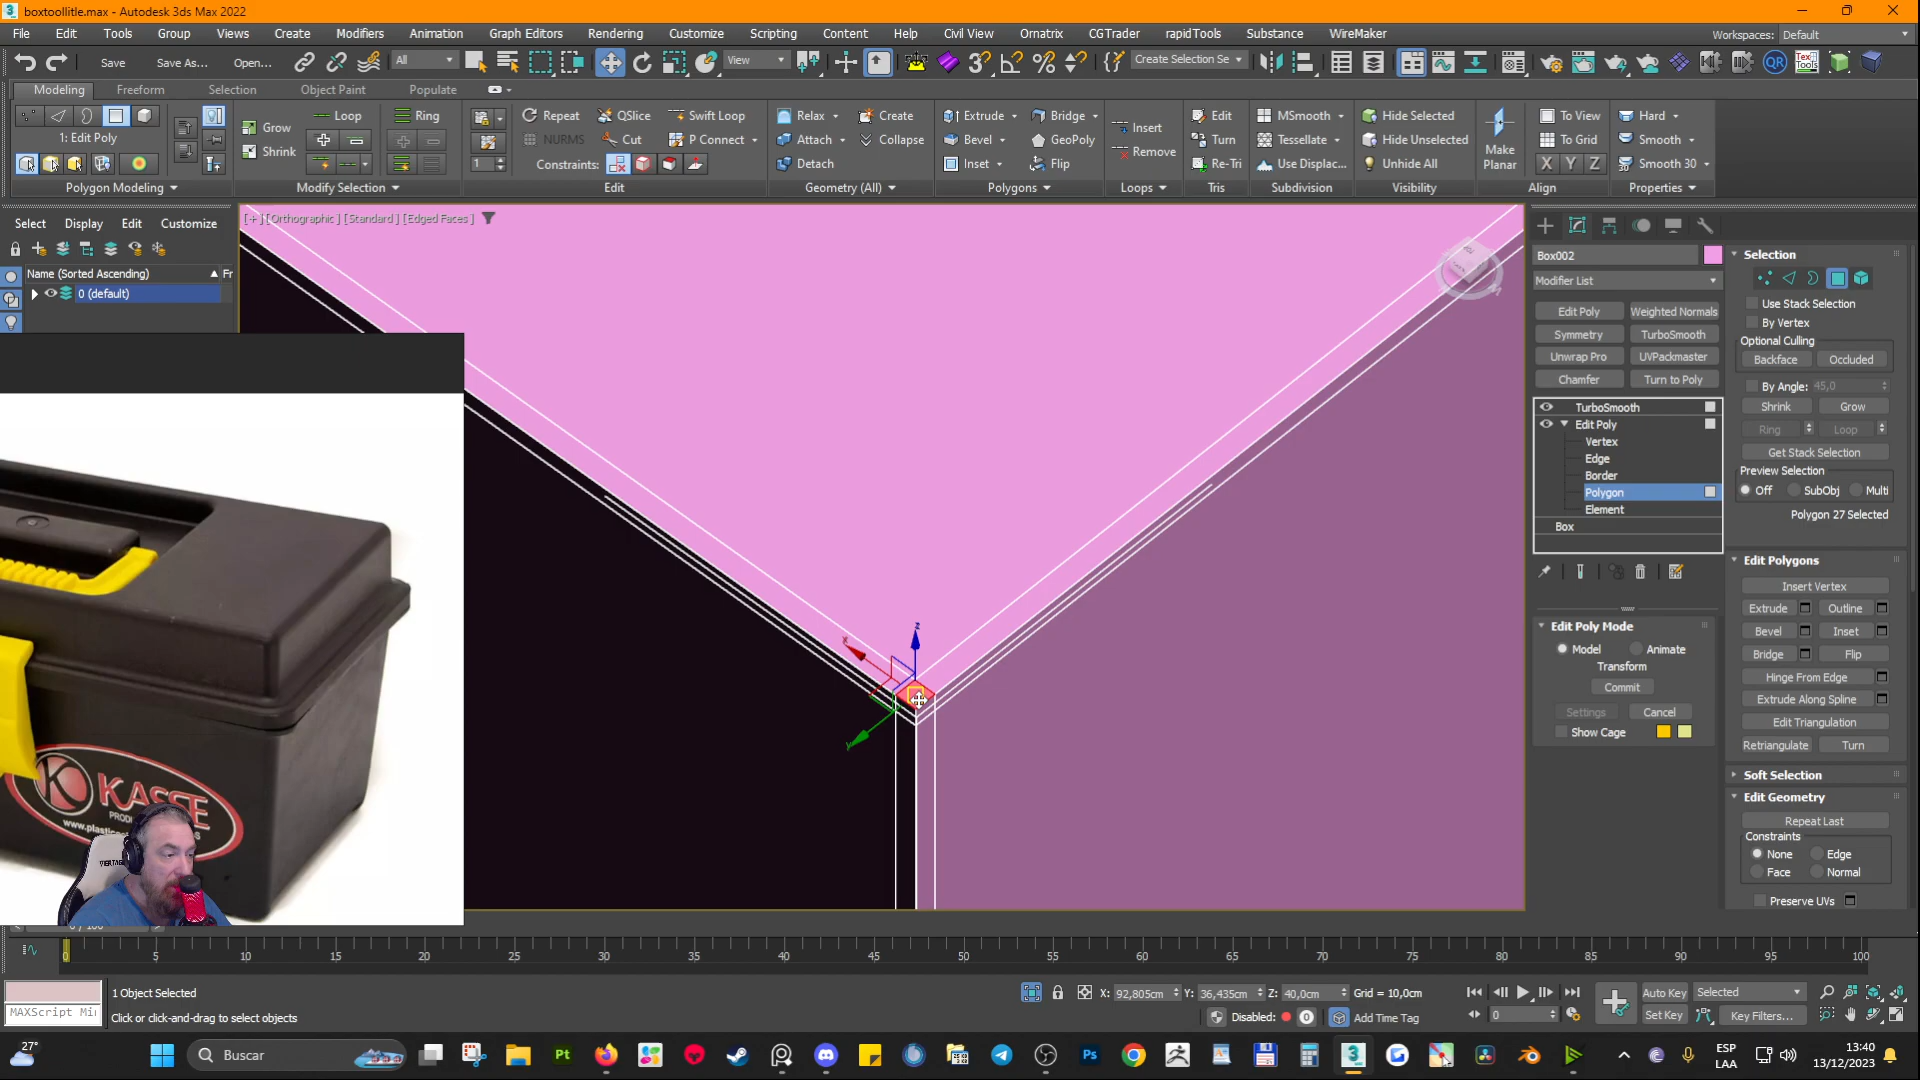 boxtoollitle.max - Autodesk 3ds Max 2022
File Edit Tools Group Views Create Modifiers Animation Graph Editors Rendering Customize Scripting Content Help Civil View Ornatrix CGTrader rapidTools Substance WireMaker
Workspaces: Default
Save Save As... Open... All View Create Selection Se
Modeling Freeform Selection Object Paint Populate
1: Edit Poly
Grow Loop Ring Repeat QSlice Swift Loop Relax Create Extrude Bridge Insert Edit MSmooth Hide Selected To View Hard
Shrink NURMS Cut P Connect Attach Collapse Bevel GeoPoly Remove Turn Tessellate Hide Unselected Make Planar To Grid Smooth
1 Constraints: Detach Inset Flip Re-Tri Use Displac... Unhide All X Y Z Smooth 30
Polygon Modeling Modify Selection Edit Geometry (All) Polygons Loops Tris Subdivision Visibility Align Properties
Select Display Edit Customize
Name (Sorted Ascending) Fr
0 (default)
[+] [Orthographic] [Standard] [Edged Faces]
x
y
z
KASSE
Box002
Modifier List
Edit Poly Weighted Normals
Symmetry TurboSmooth
Unwrap Pro UVPackmaster
Chamfer Turn to Poly
TurboSmooth
Edit Poly
Vertex
Edge
Border
Polygon
Element
Box
Edit Poly Mode
Model Animate
Transform
Commit
Settings Cancel
Show Cage
Selection
Use Stack Selection
By Vertex
Optional Culling
Backface Occluded
By Angle: 45,0
Shrink Grow
Ring Loop
Get Stack Selection
Preview Selection
Off SubObj Multi
Polygon 27 Selected
Edit Polygons
Insert Vertex
Extrude Outline
Bevel Inset
Bridge Flip
Hinge From Edge
Extrude Along Spline
Edit Triangulation
Retriangulate Turn
Soft Selection
Edit Geometry
Repeat Last
Constraints
None Edge
Face Normal
Preserve UVs
0 5 10 15 20 25 30 35 40 45 50 55 60 65 70 75 80 85 90 95 100
1 Object Selected
X: 92,805cm Y: 36,435cm Z: 40,0cm Grid = 10,0cm
Auto Key Selected
MAXScript Mi
Click or click-and-drag to select objects
Disabled: 0 Add Time Tag
0
Set Key Key Filters...
27°
Buscar
ESP
LAA
13:40
13/12/2023